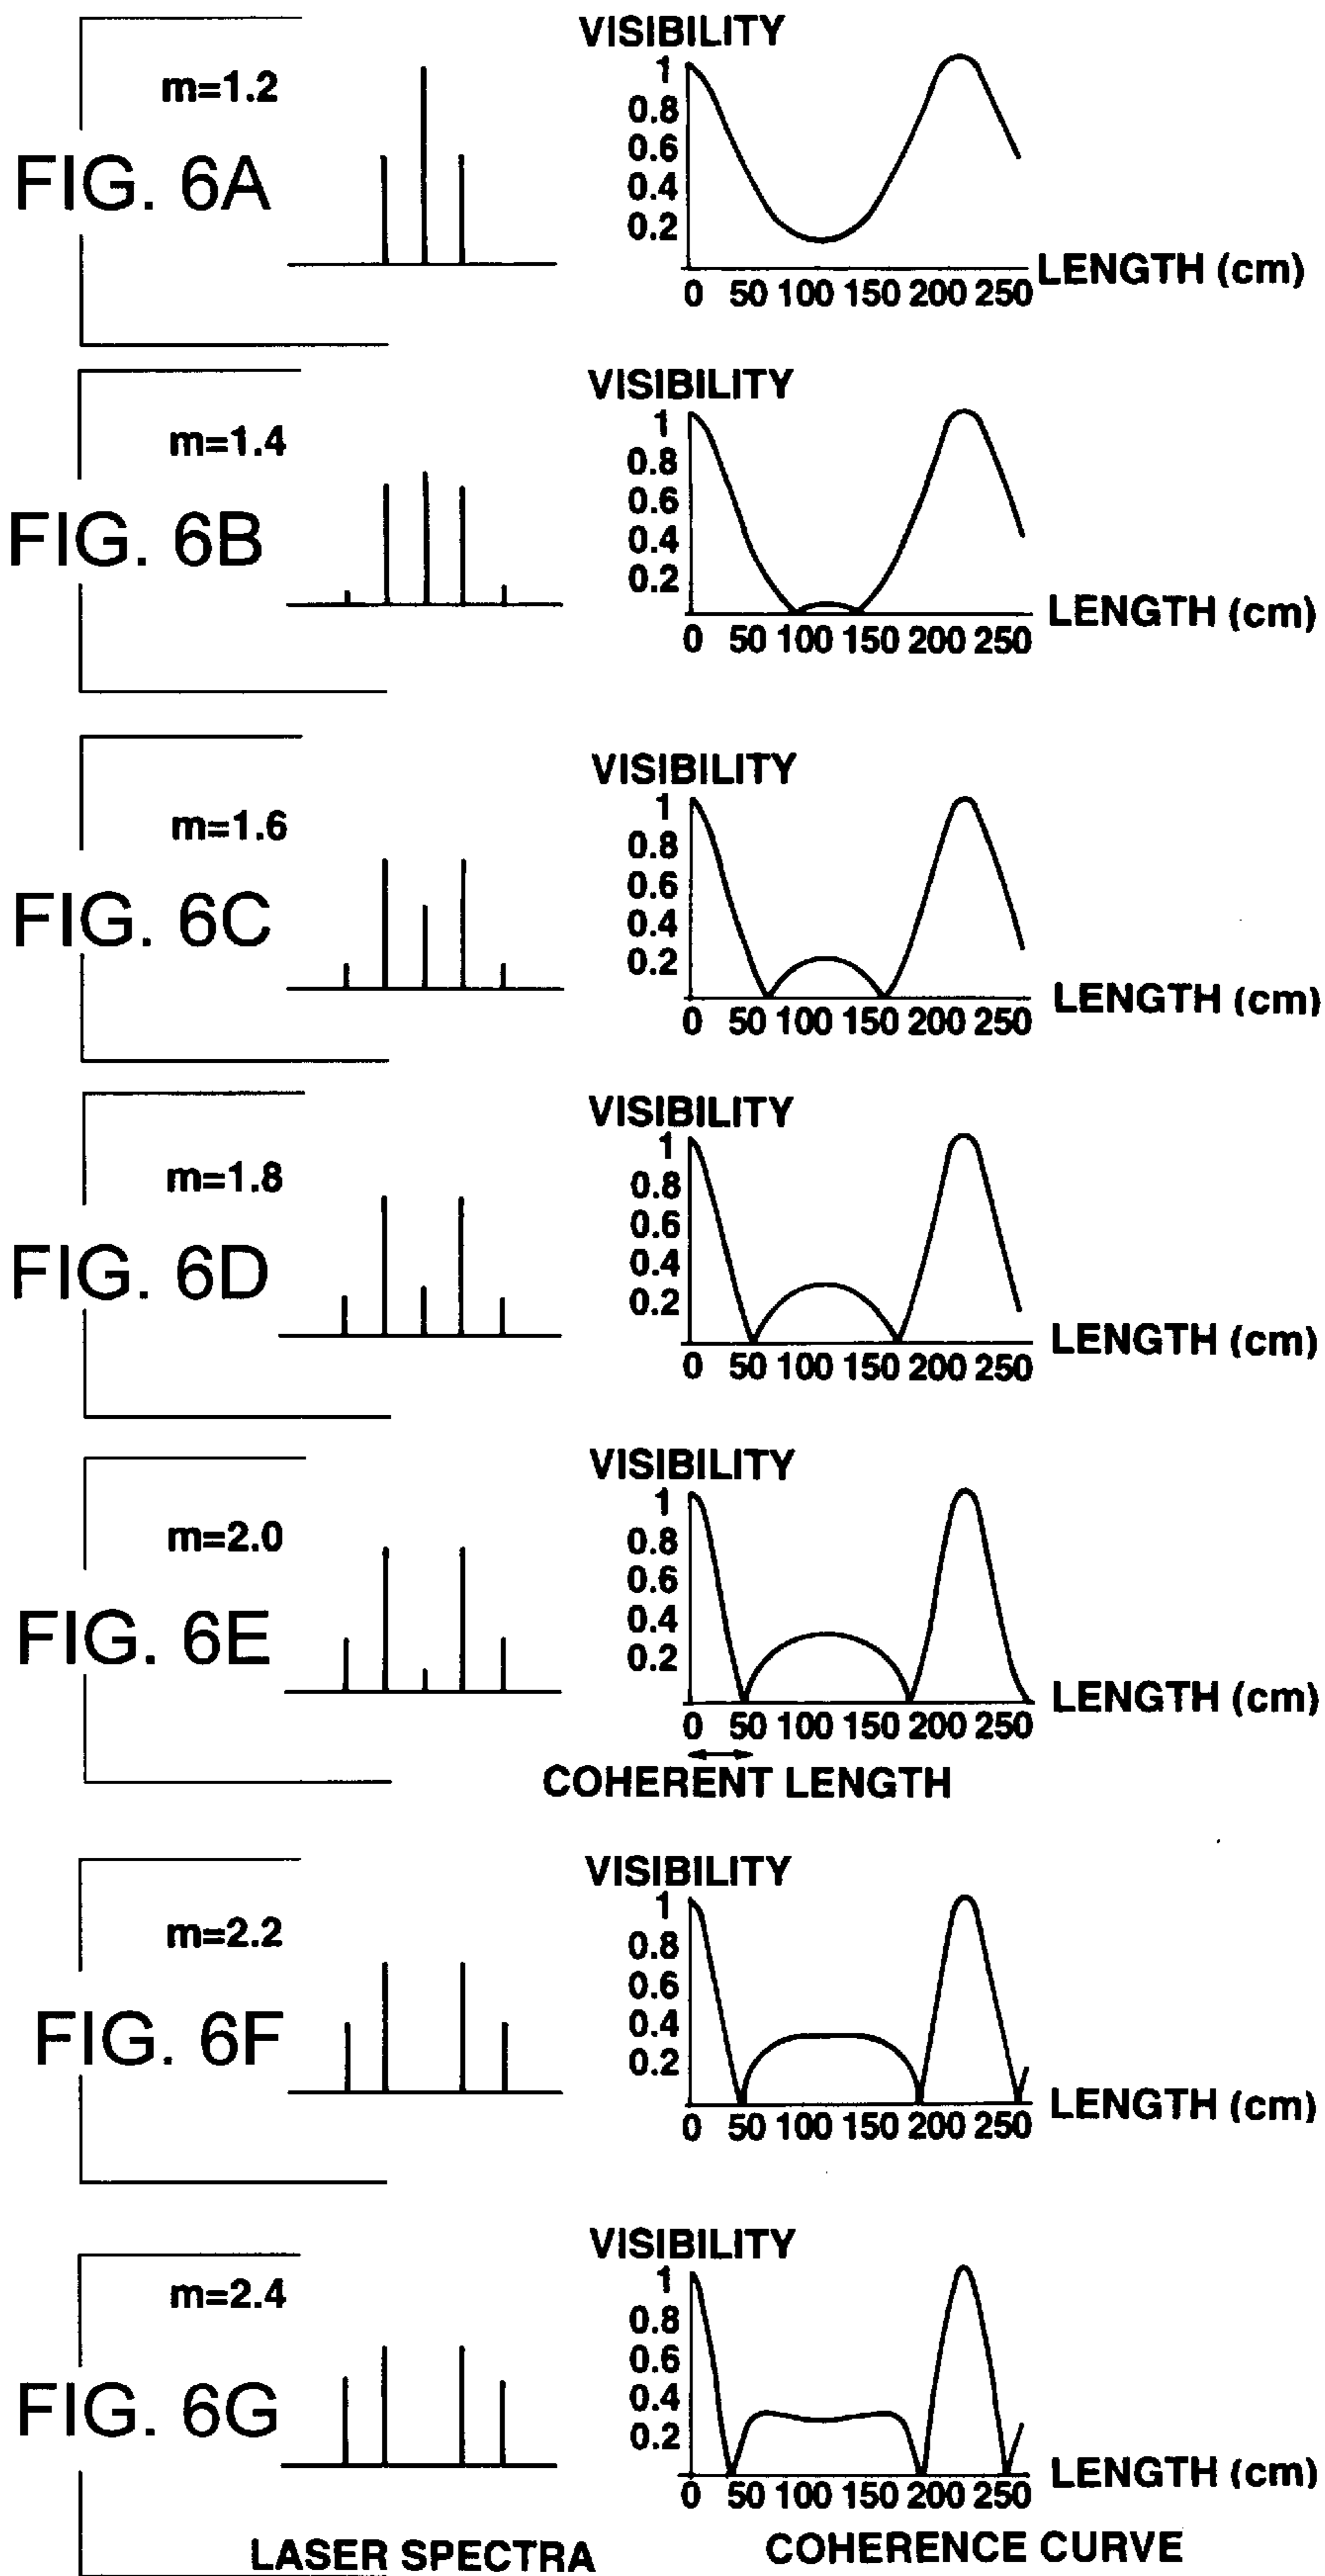 VISIBILITY
m=1.2
FIG. 6A
1
0.8
0.6
0.4
0.2
0 50 100 150 200 250
LENGTH (cm)
VISIBILITY
m=1.4
FIG. 6B
1
0.8
0.6
0.4
0.2
0 50 100 150 200 250
LENGTH (cm)
VISIBILITY
m=1.6
FIG. 6C
1
0.8
0.6
0.4
0.2
0 50 100 150 200 250
LENGTH (cm)
VISIBILITY
m=1.8
FIG. 6D
1
0.8
0.6
0.4
0.2
0 50 100 150 200 250
LENGTH (cm)
VISIBILITY
m=2.0
FIG. 6E
1
0.8
0.6
0.4
0.2
0 50 100 150 200 250
LENGTH (cm)
COHERENT LENGTH
VISIBILITY
m=2.2
FIG. 6F
1
0.8
0.6
0.4
0.2
0 50 100 150 200 250
LENGTH (cm)
VISIBILITY
m=2.4
FIG. 6G
1
0.8
0.6
0.4
0.2
0 50 100 150 200 250
LENGTH (cm)
LASER SPECTRA
COHERENCE CURVE